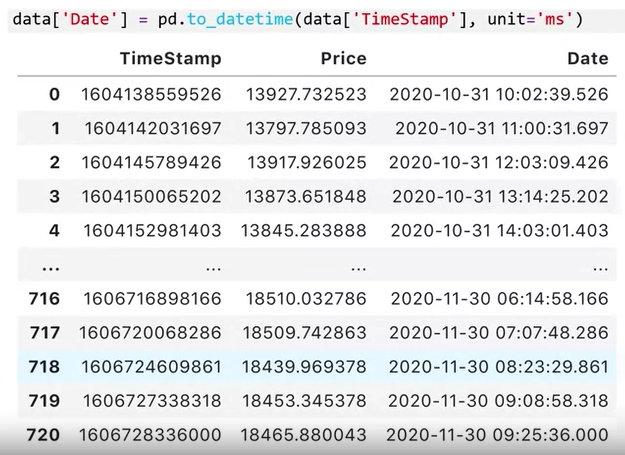 data['Date'] = pd.to_datetime(data['TimeStamp'], unit='ms')
TimeStamp Price Date
0 1604138559526 13927.732523 2020-10-31 10:02:39.526
1 1604142031697 13797.785093 2020-10-31 11:00:31.697
2 1604145789426 13917.926025 2020-10-31 12:03:09.426
3 1604150065202 13873.651848 2020-10-31 13:14:25.202
4 1604152981403 13845.283888 2020-10-31 14:03:01.403
... ... ... ...
716 1606716898166 18510.032786 2020-11-30 06:14:58.166
717 1606720068286 18509.742863 2020-11-30 07:07:48.286
718 1606724609861 18439.969378 2020-11-30 08:23:29.861
719 1606727338318 18453.345378 2020-11-30 09:08:58.318
720 1606728336000 18465.880043 2020-11-30 09:25:36.000